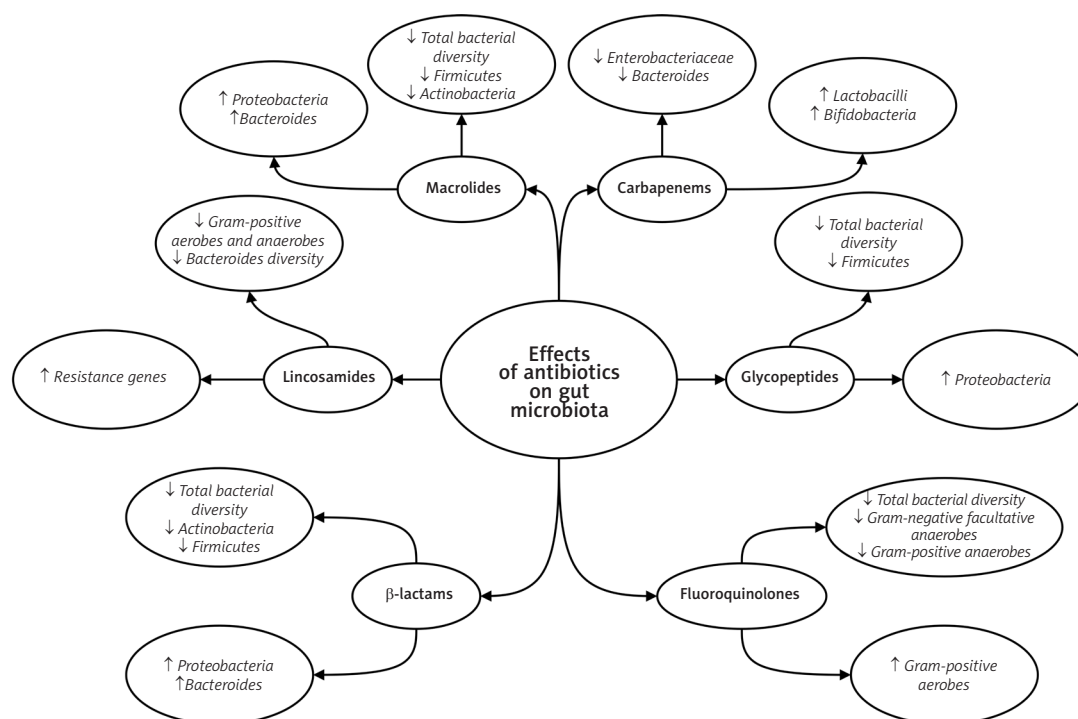 ↓ Total bacterial
diversity
↓ Firmicutes
↓ Actinobacteria
↓ Enterobacteriaceae
↓ Bacteroides
↑ Proteobacteria
↑Bacteroides
↑ Lactobacilli
↑ Bifidobacteria
Macrolides
Carbapenems
↓ Gram-positive
aerobes and anaerobes
↓ Bacteroides diversity
↓ Total bacterial
diversity
↓ Firmicutes
Effects
of antibiotics
on gut
microbiota
↑ Resistance genes
Lincosamides
Glycopeptides
↑ Proteobacteria
↓ Total bacterial
diversity
↓ Actinobacteria
↓ Firmicutes
↓ Total bacterial diversity
↓ Gram-negative facultative
anaerobes
↓ Gram-positive anaerobes
β-lactams
Fluoroquinolones
↑ Proteobacteria
↑Bacteroides
↑ Gram-positive
aerobes